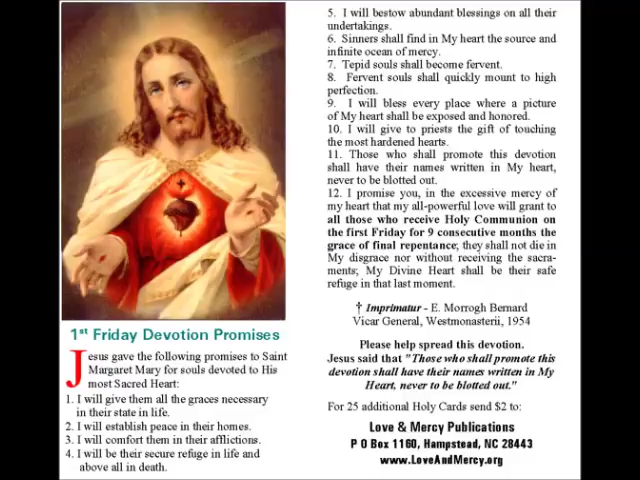 1st Friday Devotion Promises
Jesus gave the following promises to Saint
Margaret Mary for souls devoted to His
most Sacred Heart:
1. I will give them all the graces necessary
in their state in life.
2. I will establish peace in their homes.
3. I will comfort them in their afflictions.
4. I will be their secure refuge in life and
above all in death.
5. I will bestow abundant blessings on all their
undertakings.
6. Sinners shall find in My heart the source and
infinite ocean of mercy.
7. Tepid souls shall become fervent.
8. Fervent souls shall quickly mount to high
perfection.
9. I will bless every place where a picture
of My heart shall be exposed and honored.
10. I will give to priests the gift of touching
the most hardened hearts.
11. Those who shall promote this devotion
shall have their names written in My heart,
never to be blotted out.
12. I promise you, in the excessive mercy of
my heart that my all-powerful love will grant to
all those who receive Holy Communion on
the first Friday for 9 consecutive months the
grace of final repentance; they shall not die in
My disgrace nor without receiving the sacra-
ments; My Divine Heart shall be their safe
refuge in that last moment.
† Imprimatur - E. Morrogh Bernard
Vicar General, Westmonasterii, 1954
Please help spread this devotion.
Jesus said that "Those who shall promote this
devotion shall have their names written in My
Heart, never to be blotted out."
For 25 additional Holy Cards send $2 to:
Love & Mercy Publications
P O Box 1160, Hampstead, NC 28443
www.LoveAndMercy.org